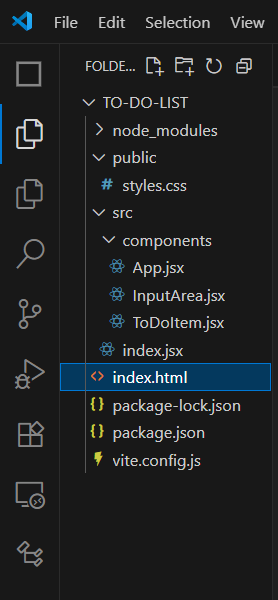 File Edit Selection View
FOLDE...
TO-DO-LIST
node_modules
public
# styles.css
src
components
App.jsx
InputArea.jsx
ToDoItem.jsx
index.jsx
<> index.html
{} package-lock.json
{} package.json
vite.config.js